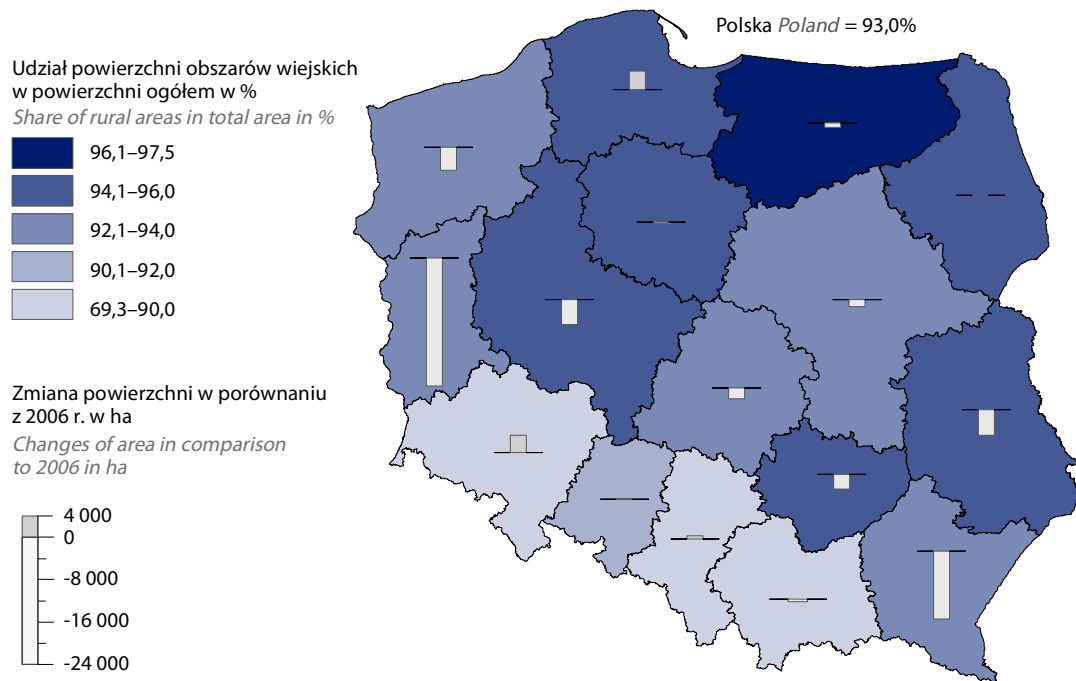 Polska Poland = 93,0%
Udział powierzchni obszarów wiejskich
w powierzchni ogółem w %
Share of rural areas in total area in %
96,1–97,5
94,1–96,0
92,1–94,0
90,1–92,0
69,3–90,0
Zmiana powierzchni w porównaniu
z 2006 r. w ha
Changes of area in comparison
to 2006 in ha
4 000
0
-8 000
-16 000
-24 000